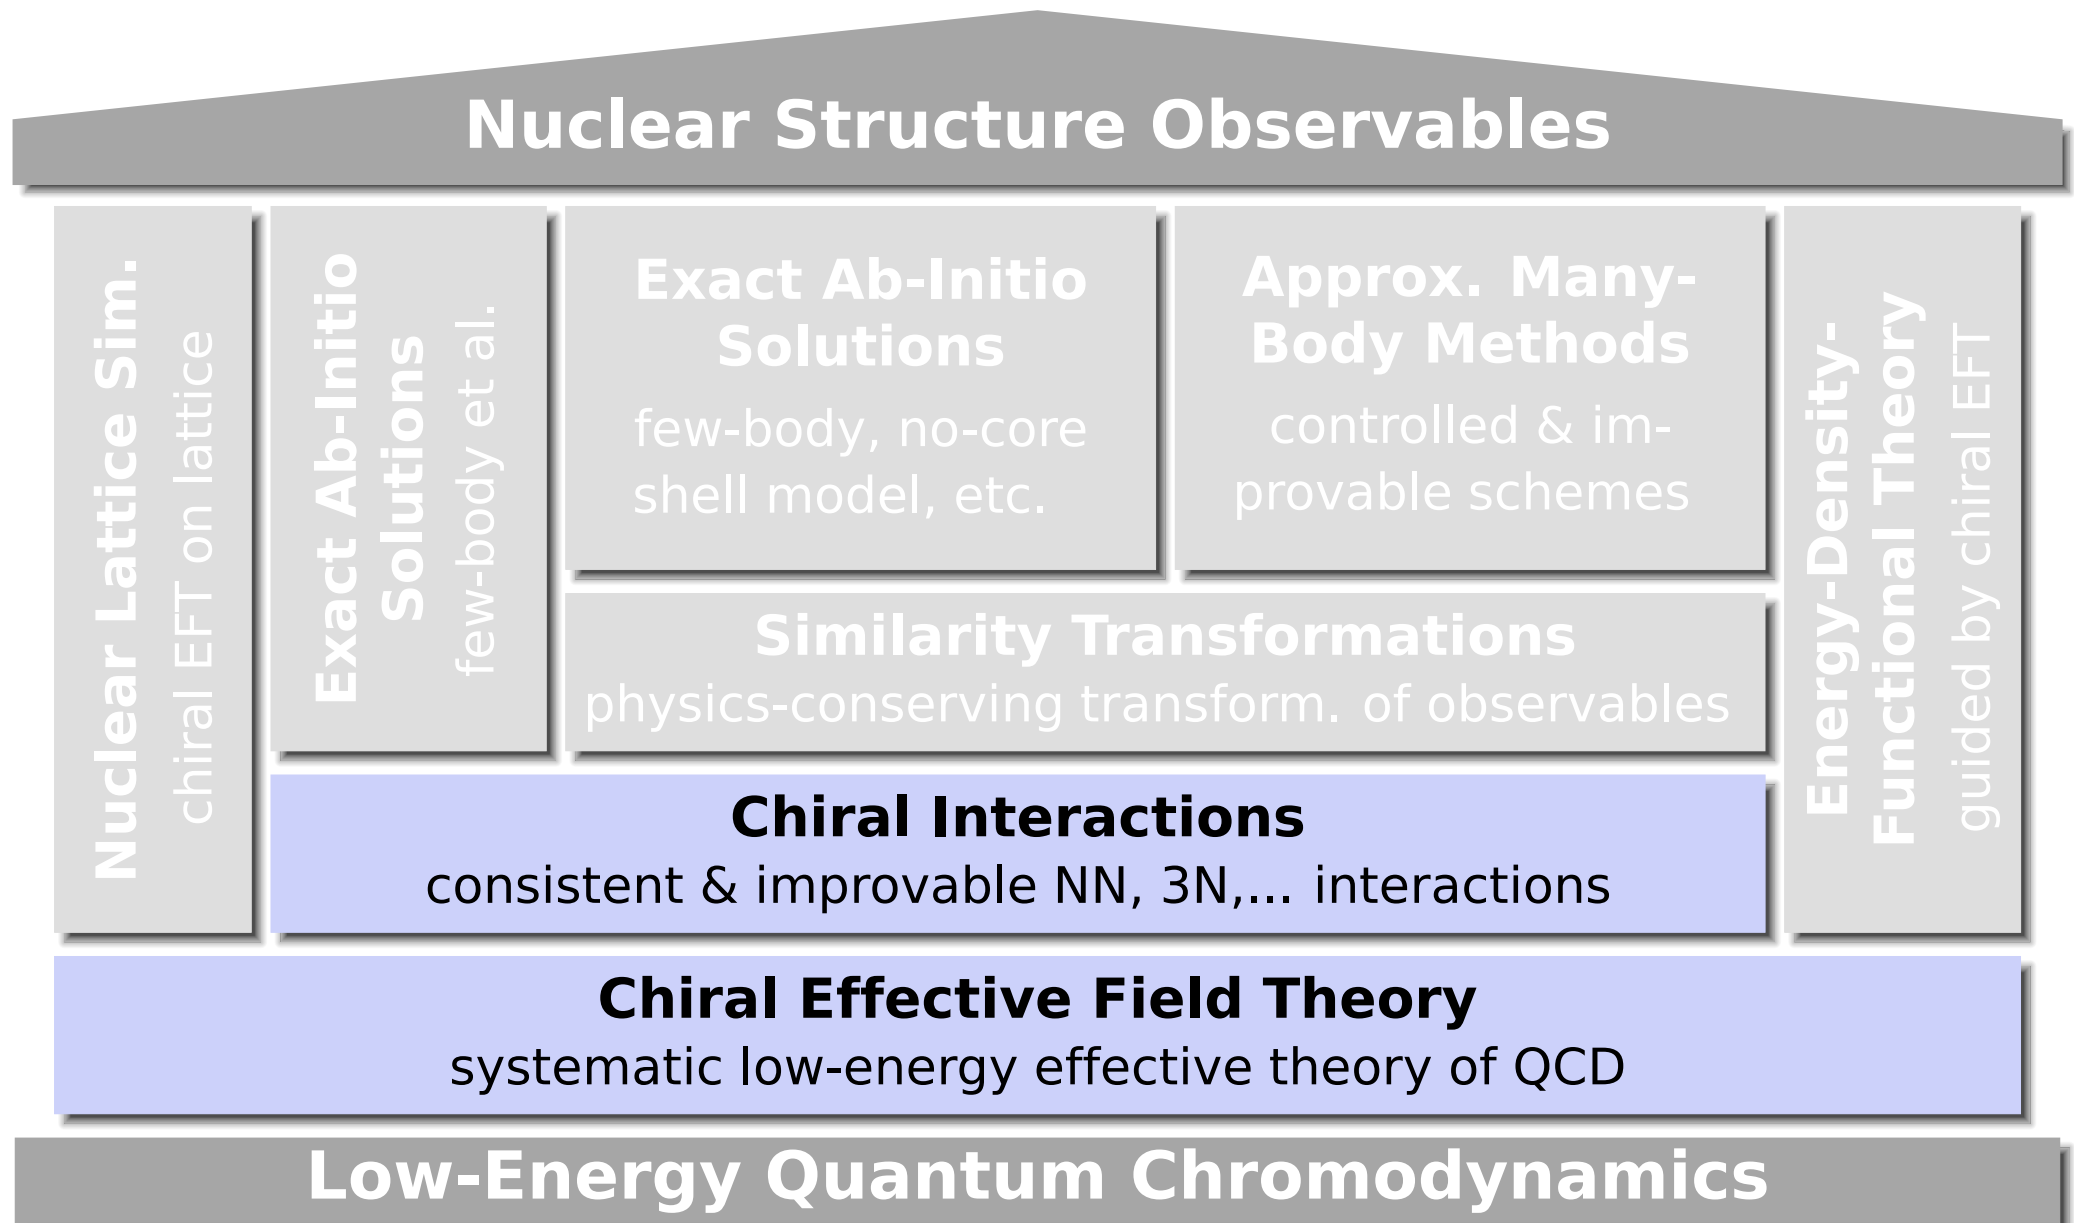 Nuclear Structure Observables
Nuclear Lattice Sim.
chiral EFT on lattice
Exact Ab-Initio
Solutions
few-body et al.
Exact Ab-Initio
Solutions
few-body, no-core
shell model, etc.
Approx. Many-
Body Methods
controlled & im-
provable schemes
Energy-Density-
Functional Theory
guided by chiral EFT
Similarity Transformations
physics-conserving transform. of observables
Chiral Interactions
consistent & improvable NN, 3N,... interactions
Chiral Effective Field Theory
systematic low-energy effective theory of QCD
Low-Energy Quantum Chromodynamics